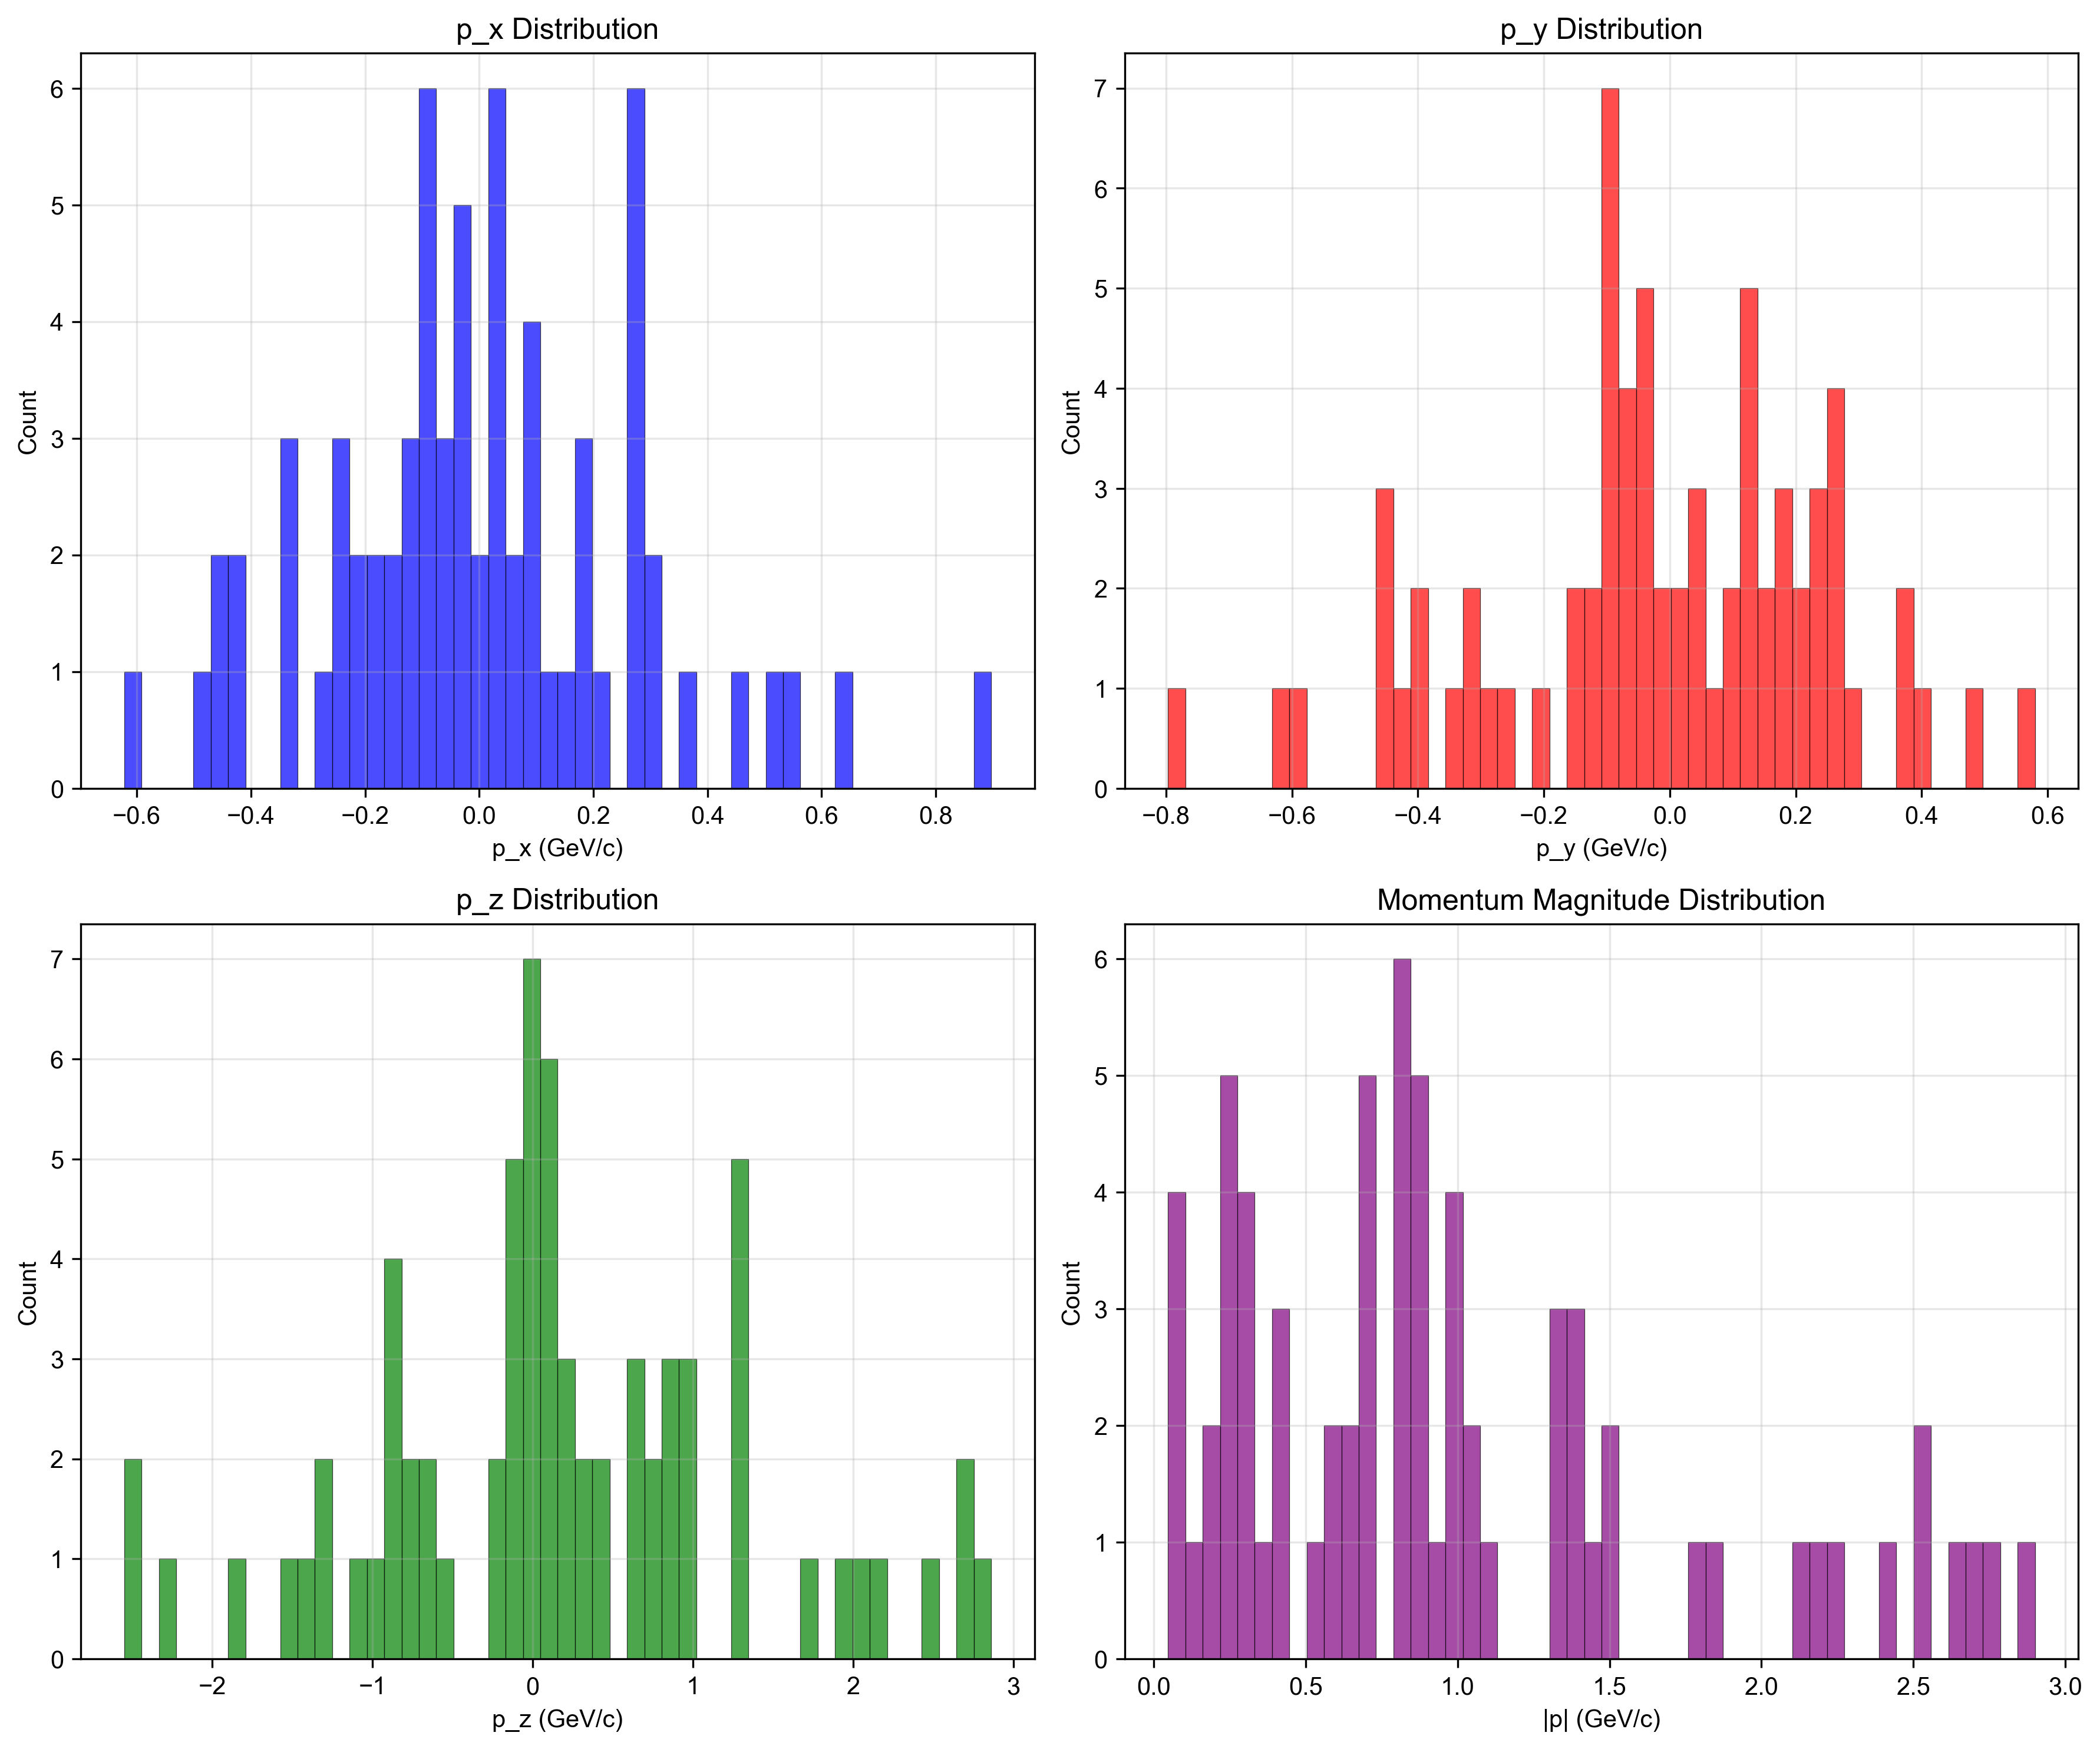 p_x Distribution
6
5
4
3
2
1
0
Count
−0.6 −0.4 −0.2 0.0 0.2 0.4 0.6 0.8
p_x (GeV/c)
p_y Distribution
7
6
5
4
3
2
1
0
Count
−0.8 −0.6 −0.4 −0.2 0.0 0.2 0.4 0.6
p_y (GeV/c)
p_z Distribution
7
6
5
4
3
2
1
0
Count
−2 −1 0 1 2 3
p_z (GeV/c)
Momentum Magnitude Distribution
6
5
4
3
2
1
0
Count
0.0 0.5 1.0 1.5 2.0 2.5 3.0
|p| (GeV/c)